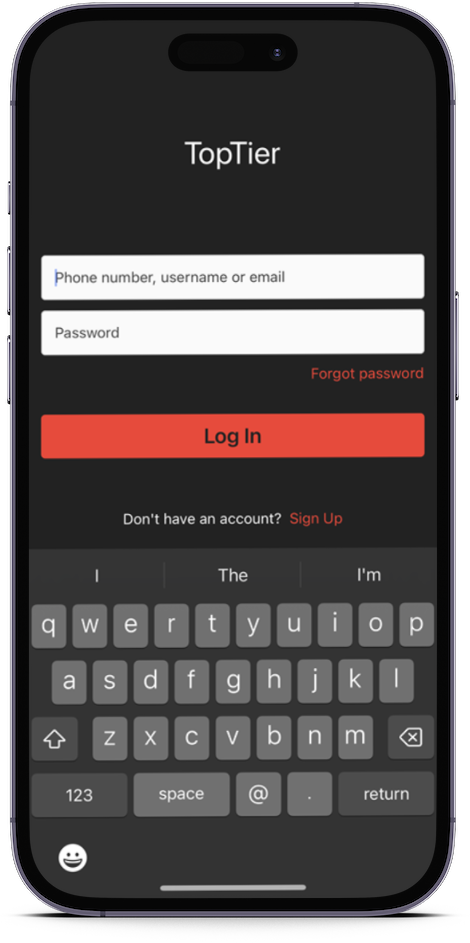 TopTier
Phone number, username or email
Password
Forgot password
Log In
Don't have an account? Sign Up
I The I'm
q w e r t y u i o p
a s d f g h j k l
z x c v b n m
123 space @ . return